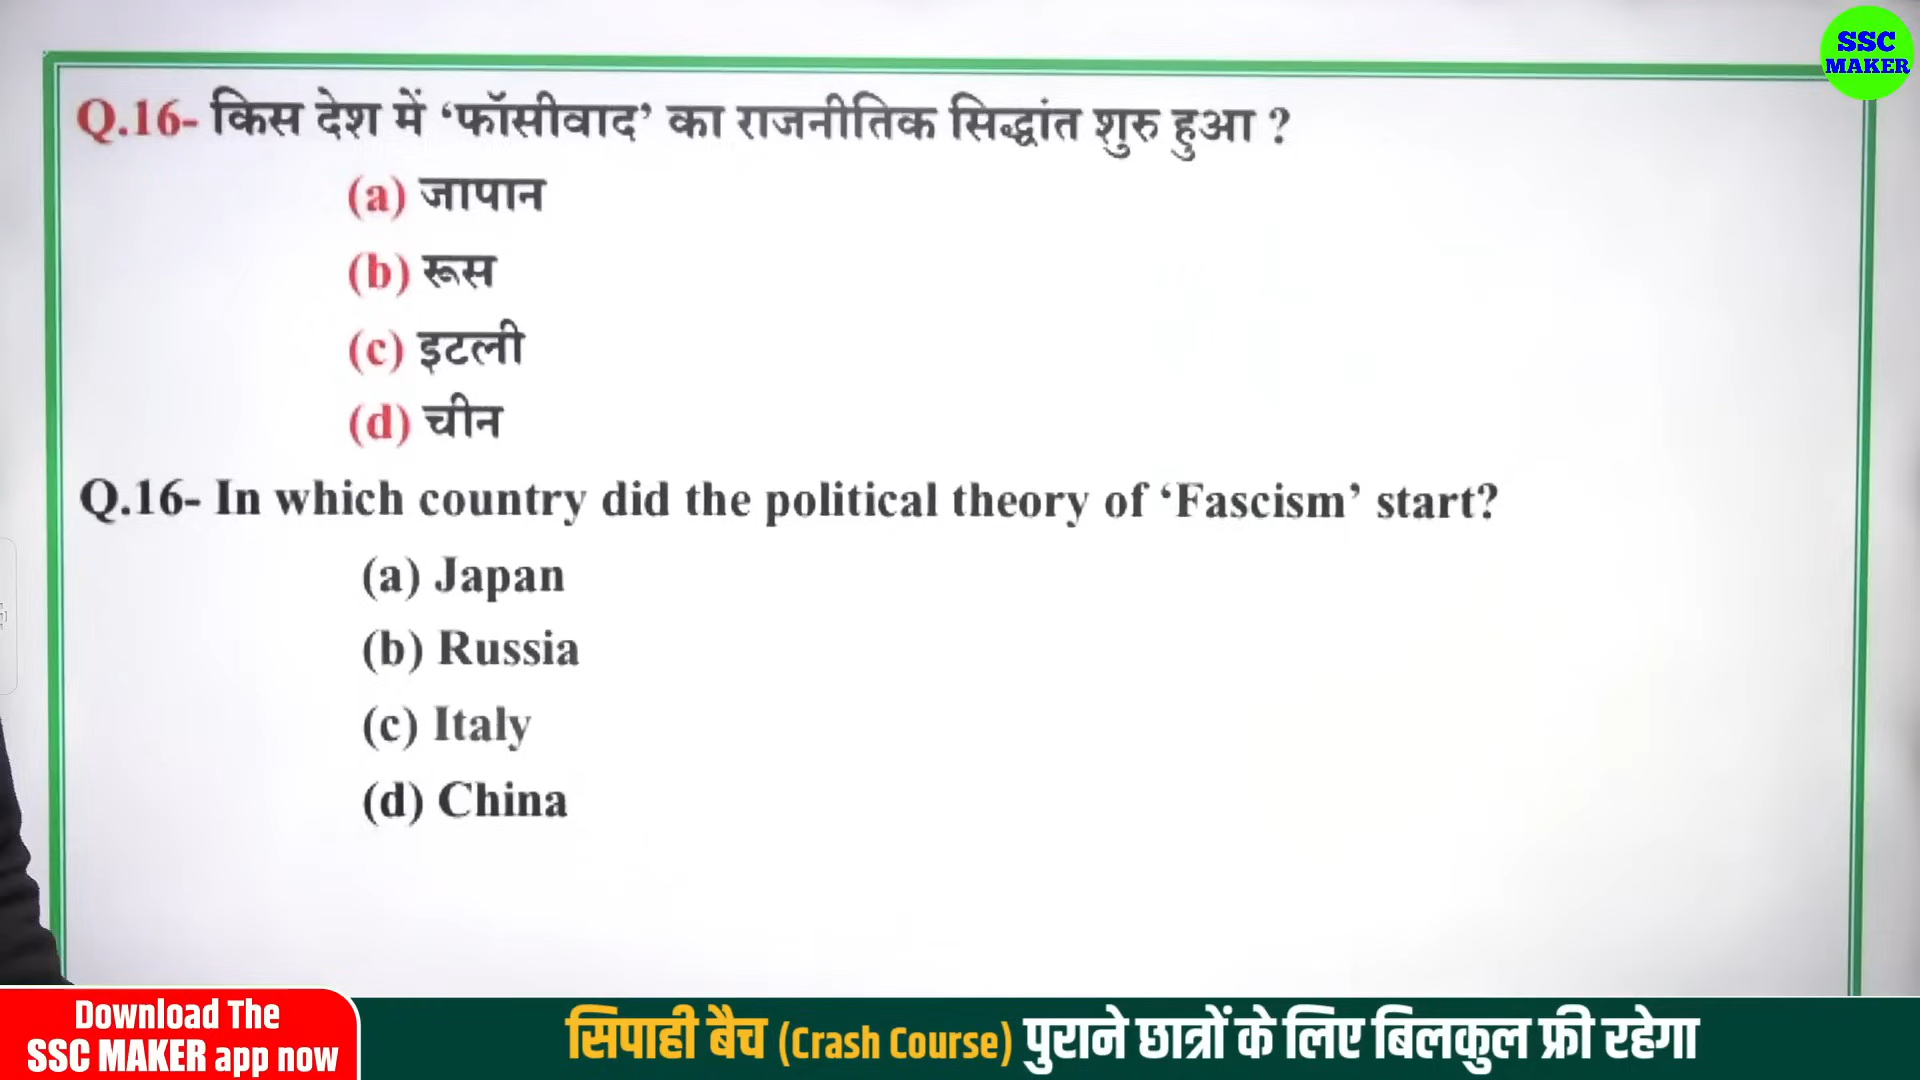 SSC
MAKER
Q.16- किस देश में ‘फॉसीवाद’ का राजनीतिक सिद्धांत शुरु हुआ ?
(a) जापान
(b) रूस
(c) इटली
(d) चीन
Q.16- In which country did the political theory of ‘Fascism’ start?
(a) Japan
(b) Russia
(c) Italy
(d) China
Download The
SSC MAKER app now
सिपाही बैच (Crash Course) पुराने छात्रों के लिए बिलकुल फ्री रहेगा